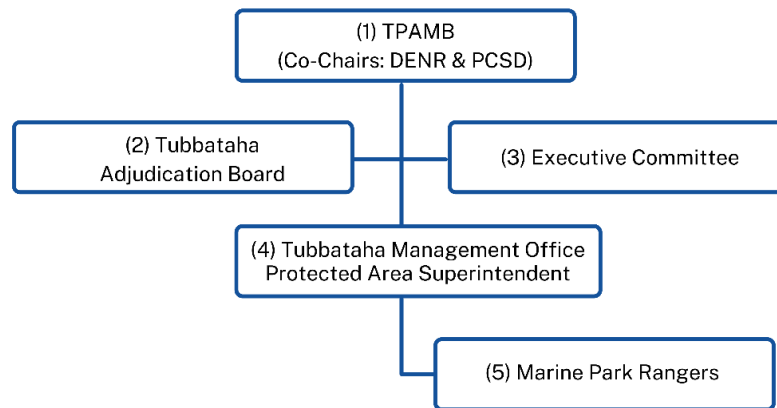 (1) TPAMB
(Co-Chairs: DENR & PCSD)
(2) Tubbataha
Adjudication Board
(3) Executive Committee
(4) Tubbataha Management Office
Protected Area Superintendent
(5) Marine Park Rangers